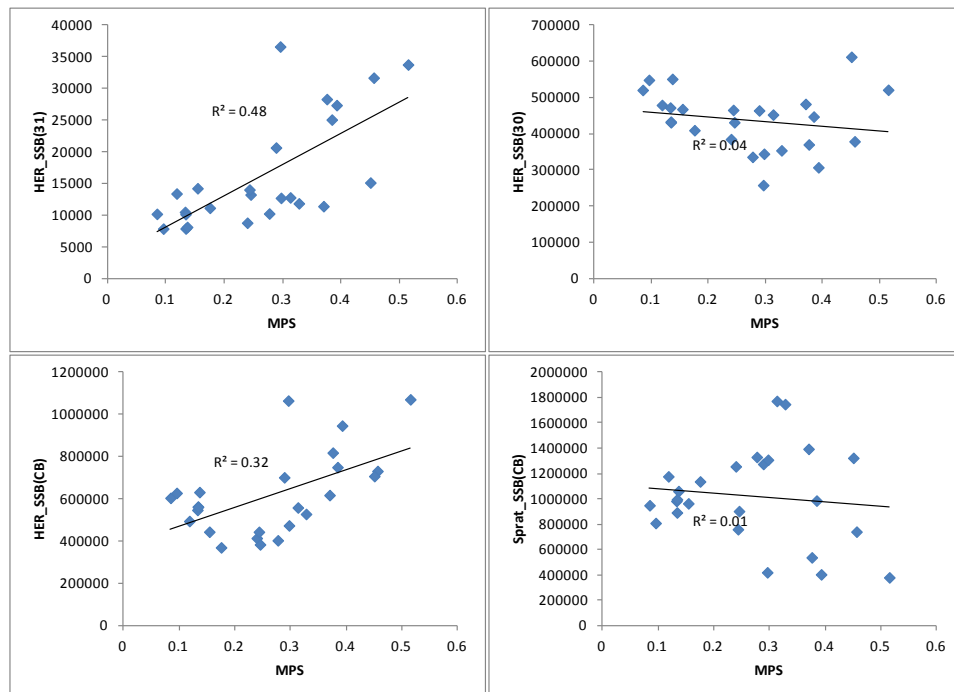 40000
35000
30000
25000
20000
15000
10000
5000
0
HER_SSB(31)
R² = 0.48
0 0.1 0.2 0.3 0.4 0.5 0.6
MPS
700000
600000
500000
400000
300000
200000
100000
0
HER_SSB(30)
R² = 0.04
0 0.1 0.2 0.3 0.4 0.5 0.6
MPS
1200000
1000000
800000
600000
400000
200000
0
HER_SSB(CB)
R² = 0.32
0 0.1 0.2 0.3 0.4 0.5 0.6
MPS
2000000
1800000
1600000
1400000
1200000
1000000
800000
600000
400000
200000
0
Sprat_SSB(CB)
R² = 0.01
0 0.1 0.2 0.3 0.4 0.5 0.6
MPS